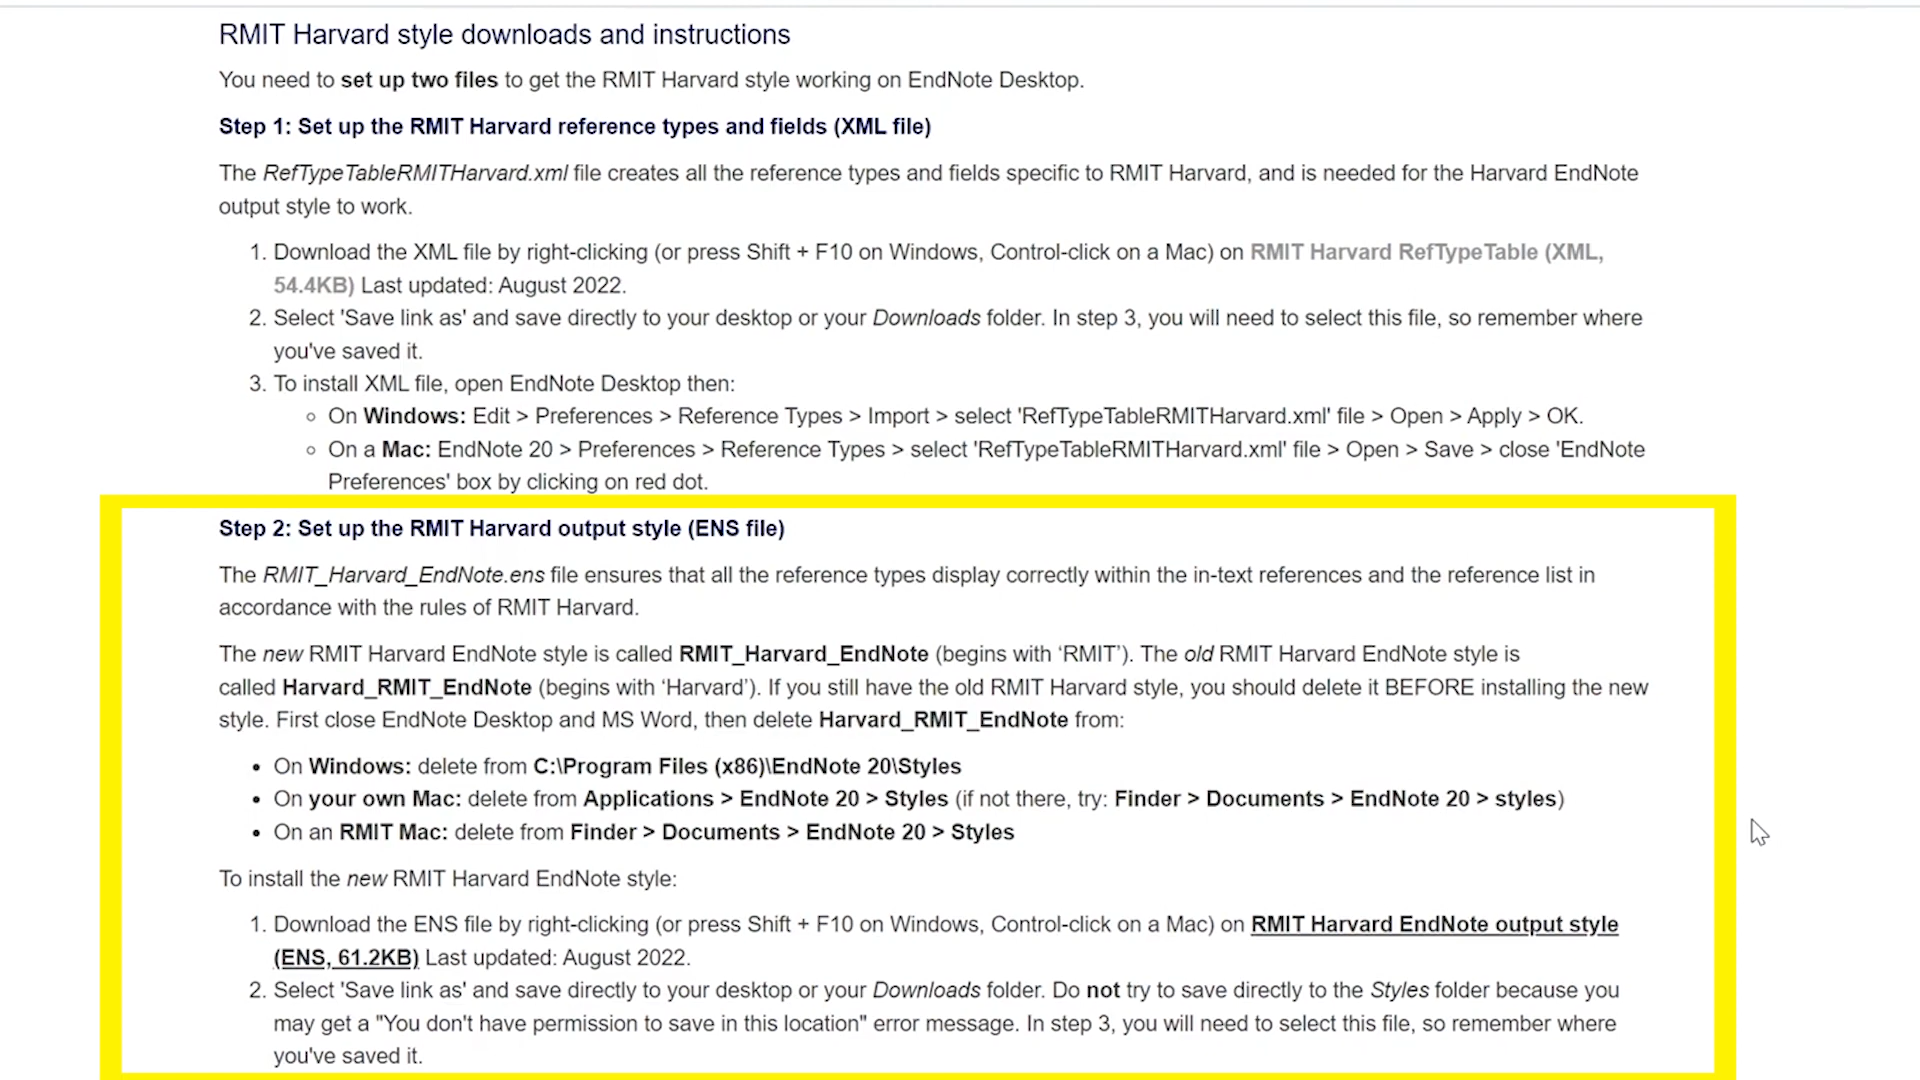 RMIT Harvard style downloads and instructions
You need to set up two files to get the RMIT Harvard style working on EndNote Desktop.
Step 1: Set up the RMIT Harvard reference types and fields (XML file)
The RefTypeTableRMITHarvard.xml file creates all the reference types and fields specific to RMIT Harvard, and is needed for the Harvard EndNote
output style to work.
1. Download the XML file by right-clicking (or press Shift + F10 on Windows, Control-click on a Mac) on RMIT Harvard RefTypeTable (XML,
54.4KB) Last updated: August 2022.
2. Select 'Save link as' and save directly to your desktop or your Downloads folder. In step 3, you will need to select this file, so remember where
you've saved it.
3. To install XML file, open EndNote Desktop then:
○ On Windows: Edit > Preferences > Reference Types > Import > select 'RefTypeTableRMITHarvard.xml' file > Open > Apply > OK.
○ On a Mac: EndNote 20 > Preferences > Reference Types > select 'RefTypeTableRMITHarvard.xml' file > Open > Save > close 'EndNote
Preferences' box by clicking on red dot.
Step 2: Set up the RMIT Harvard output style (ENS file)
The RMIT_Harvard_EndNote.ens file ensures that all the reference types display correctly within the in-text references and the reference list in
accordance with the rules of RMIT Harvard.
The new RMIT Harvard EndNote style is called RMIT_Harvard_EndNote (begins with ‘RMIT’). The old RMIT Harvard EndNote style is
called Harvard_RMIT_EndNote (begins with ‘Harvard’). If you still have the old RMIT Harvard style, you should delete it BEFORE installing the new
style. First close EndNote Desktop and MS Word, then delete Harvard_RMIT_EndNote from:
• On Windows: delete from C:\Program Files (x86)\EndNote 20\Styles
• On your own Mac: delete from Applications > EndNote 20 > Styles (if not there, try: Finder > Documents > EndNote 20 > styles)
• On an RMIT Mac: delete from Finder > Documents > EndNote 20 > Styles
To install the new RMIT Harvard EndNote style:
1. Download the ENS file by right-clicking (or press Shift + F10 on Windows, Control-click on a Mac) on RMIT Harvard EndNote output style
(ENS, 61.2KB) Last updated: August 2022.
2. Select 'Save link as' and save directly to your desktop or your Downloads folder. Do not try to save directly to the Styles folder because you
may get a "You don't have permission to save in this location" error message. In step 3, you will need to select this file, so remember where
you've saved it.